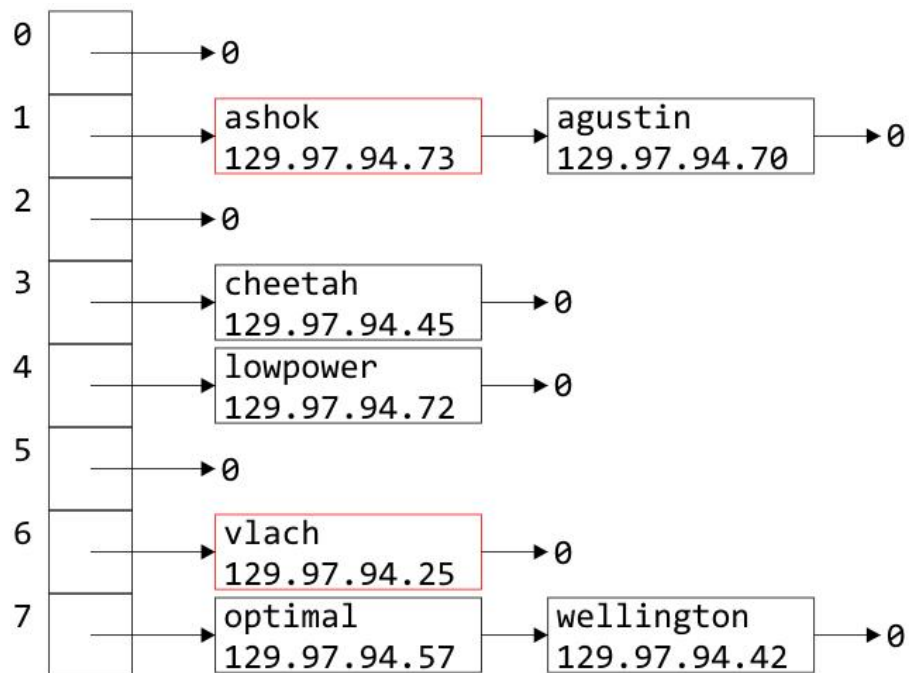 0 0
1 ashok agustin
129.97.94.73 129.97.94.70 0
2 0
3 cheetah
129.97.94.45 0
4 lowpower
129.97.94.72 0
5 0
6 vlach
129.97.94.25 0
7 optimal wellington
129.97.94.57 129.97.94.42 0